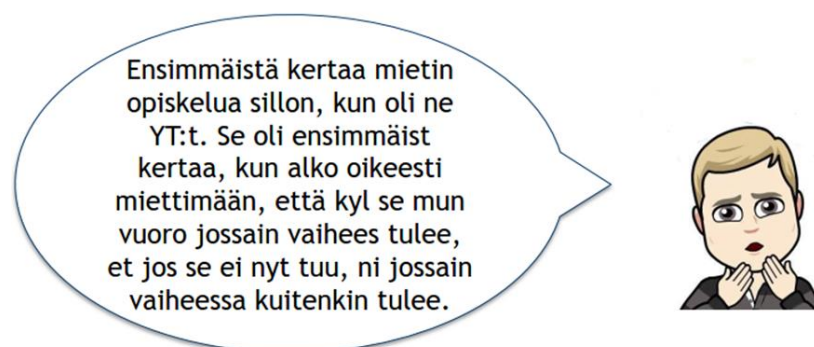 Ensimmäistä kertaa mietin
opiskelua sillon, kun oli ne
YT:t. Se oli ensimmäist
kertaa, kun alko oikeesti
miettimään, että kyl se mun
vuoro jossain vaihees tulee,
et jos se ei nyt tuu, ni jossain
vaiheessa kuitenkin tulee.